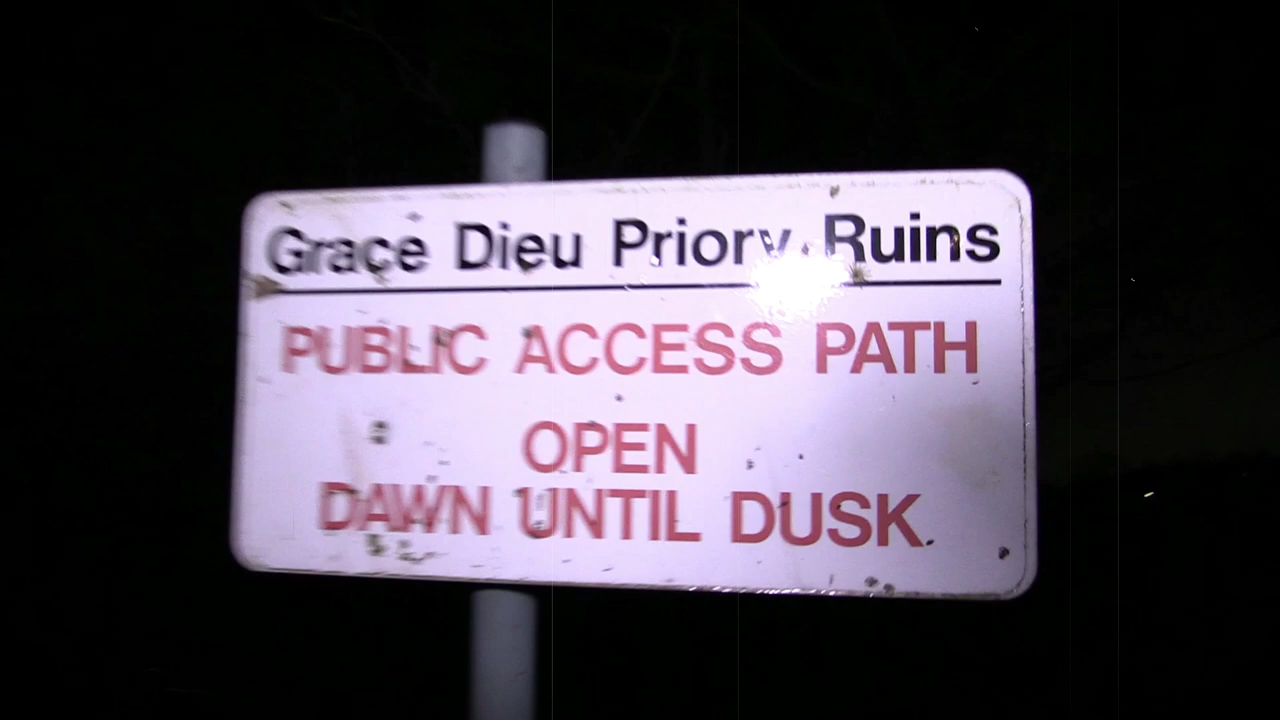 Grace Dieu Priory Ruins
PUBLIC ACCESS PATH
OPEN
DAWN UNTIL DUSK